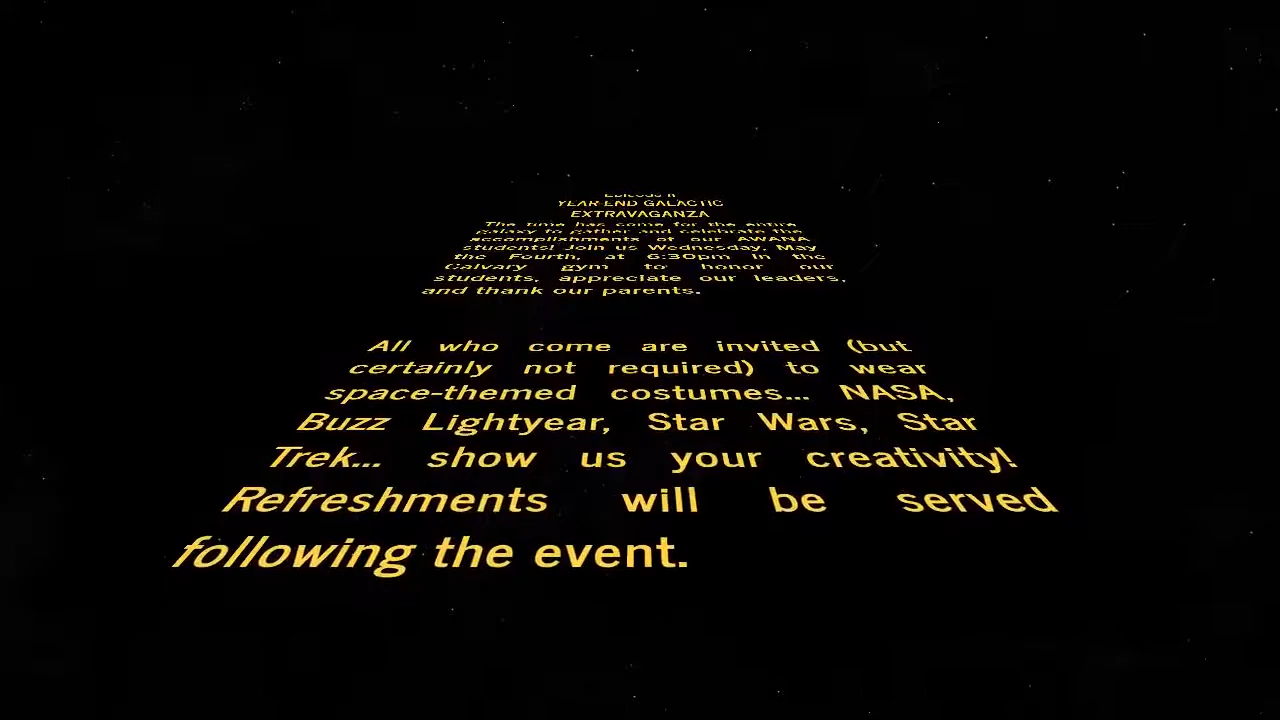 YEAR-END GALACTIC
EXTRAVAGANZA
The time has come for the entire
galaxy to gather and celebrate the
accomplishments of our AWANA
students! Join us Wednesday, May
the Fourth, at 6:30pm in the
Calvary gym to honor our
students, appreciate our leaders,
and thank our parents.
All who come are invited (but
certainly not required) to wear
space-themed costumes... NASA,
Buzz Lightyear, Star Wars, Star
Trek... show us your creativity!
Refreshments will be served
following the event.